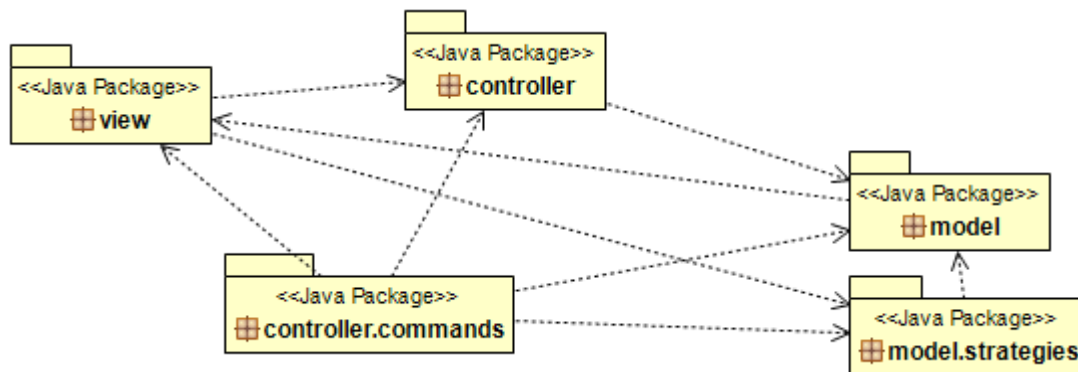 <<Java Package>>
controller
<<Java Package>>
view
<<Java Package>>
model
<<Java Package>>
controller.commands
<<Java Package>>
model.strategies